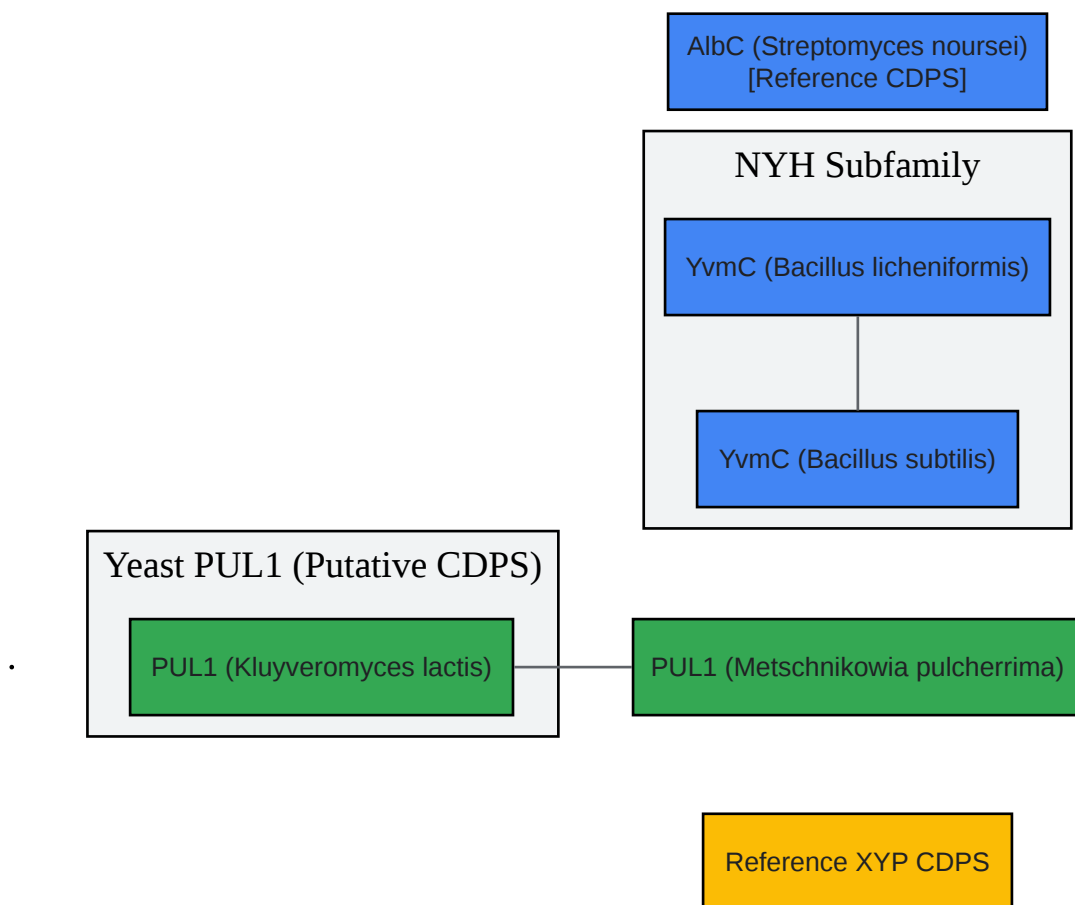 AlbC (Streptomyces noursei)
[Reference CDPS]
NYH Subfamily
YvmC (Bacillus licheniformis)
YvmC (Bacillus subtilis)
Yeast PUL1 (Putative CDPS)
PUL1 (Kluyveromyces lactis)
PUL1 (Metschnikowia pulcherrima)
Reference XYP CDPS